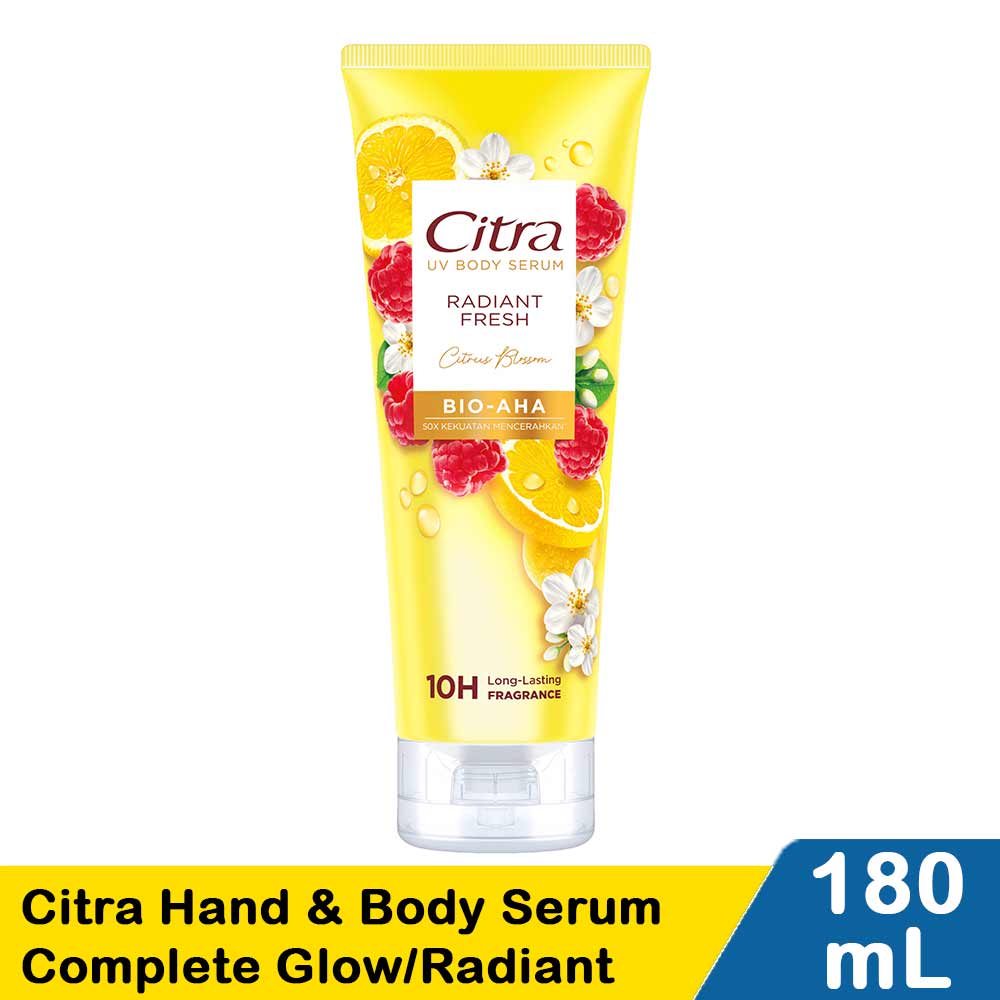 Citra
UV BODY SERUM
RADIANT
FRESH
Citrus Blossom
BIO-AHA
50X KEKUATAN MENCERAHKAN*
10H Long-Lasting
FRAGRANCE
Citra Hand & Body Serum
Complete Glow/Radiant
180
mL